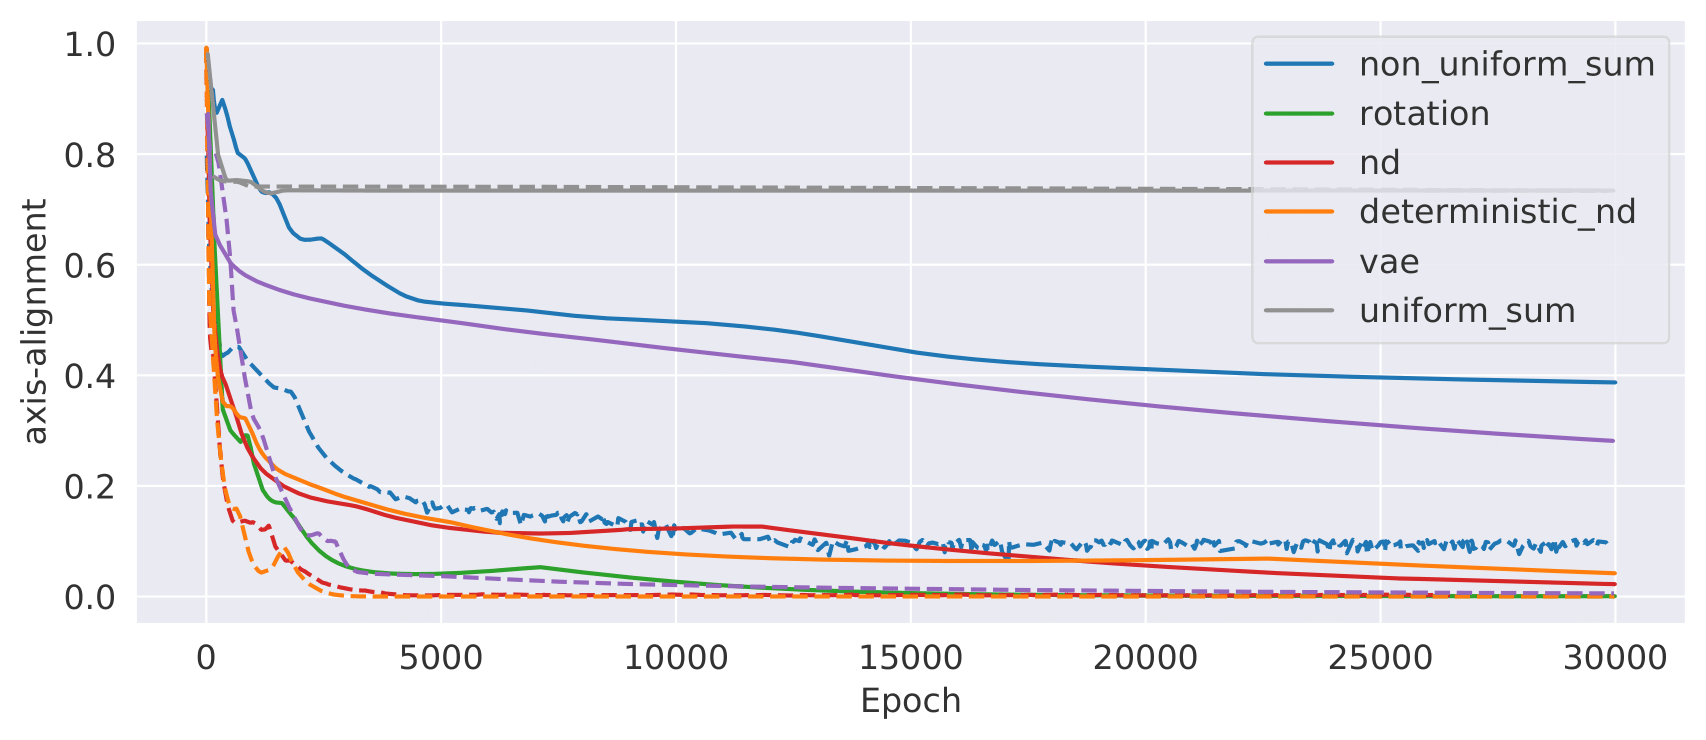 axis-alignment
1.0
0.8
0.6
0.4
0.2
0.0
non_uniform_sum
rotation
nd
deterministic_nd
vae
uniform_sum
0 5000 10000 15000 20000 25000 30000
Epoch